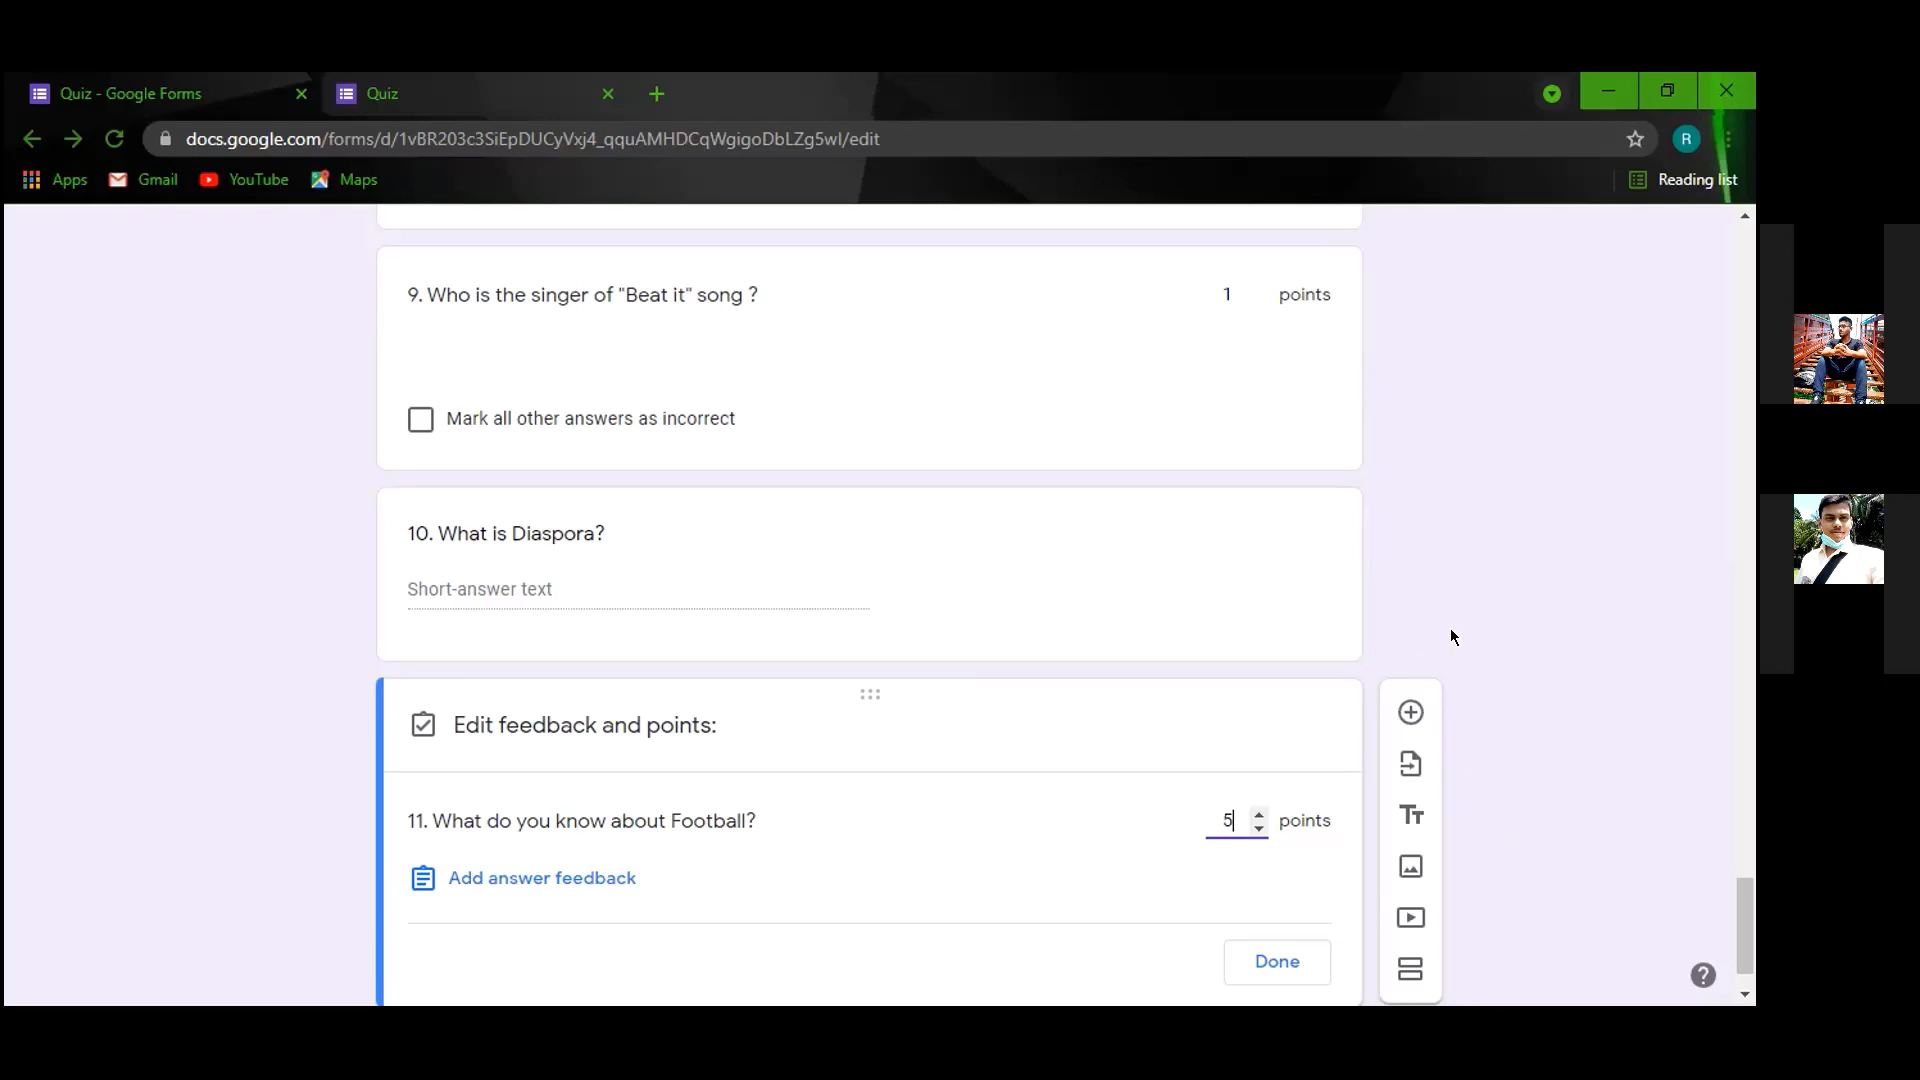 Quiz - Google Forms
Quiz
docs.google.com/forms/d/1vBR203c3SiEpDUCyVxj4_qquAMHDCqWgigoDbLZg5wI/edit
R
Apps
Gmail
YouTube
Maps
Reading list
9. Who is the singer of "Beat it" song ?
1 points
Mark all other answers as incorrect
10. What is Diaspora?
Short-answer text
Edit feedback and points:
11. What do you know about Football?
5 points
Add answer feedback
Done